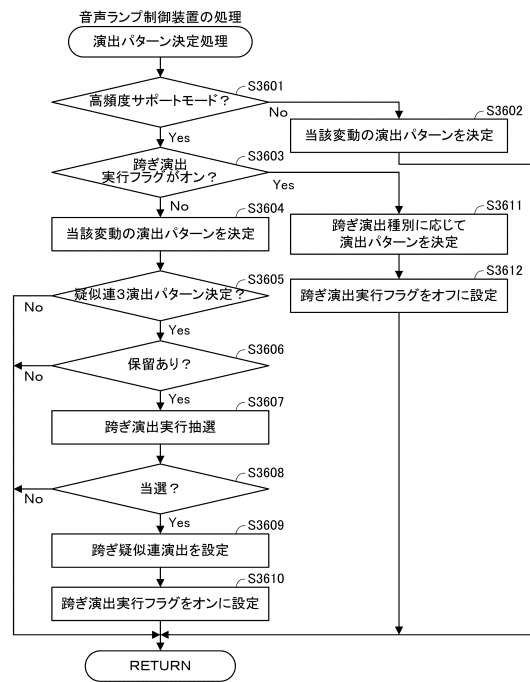 音声ランプ制御装置の処理
演出パターン決定処理
S3601
高頻度サポートモード？
No
S3602
当該変動の演出パターンを決定
Yes
S3603
跨ぎ演出
実行フラグがオン？
Yes
No
S3604
当該変動の演出パターンを決定
S3611
跨ぎ演出種別に応じて
演出パターンを決定
S3605
疑似連3演出パターン決定？
No
Yes
S3612
跨ぎ演出実行フラグをオフに設定
S3606
保留あり？
No
Yes
S3607
跨ぎ演出実行抽選
S3608
当選？
No
Yes
S3609
跨ぎ疑似連演出を設定
S3610
跨ぎ演出実行フラグをオンに設定
RETURN